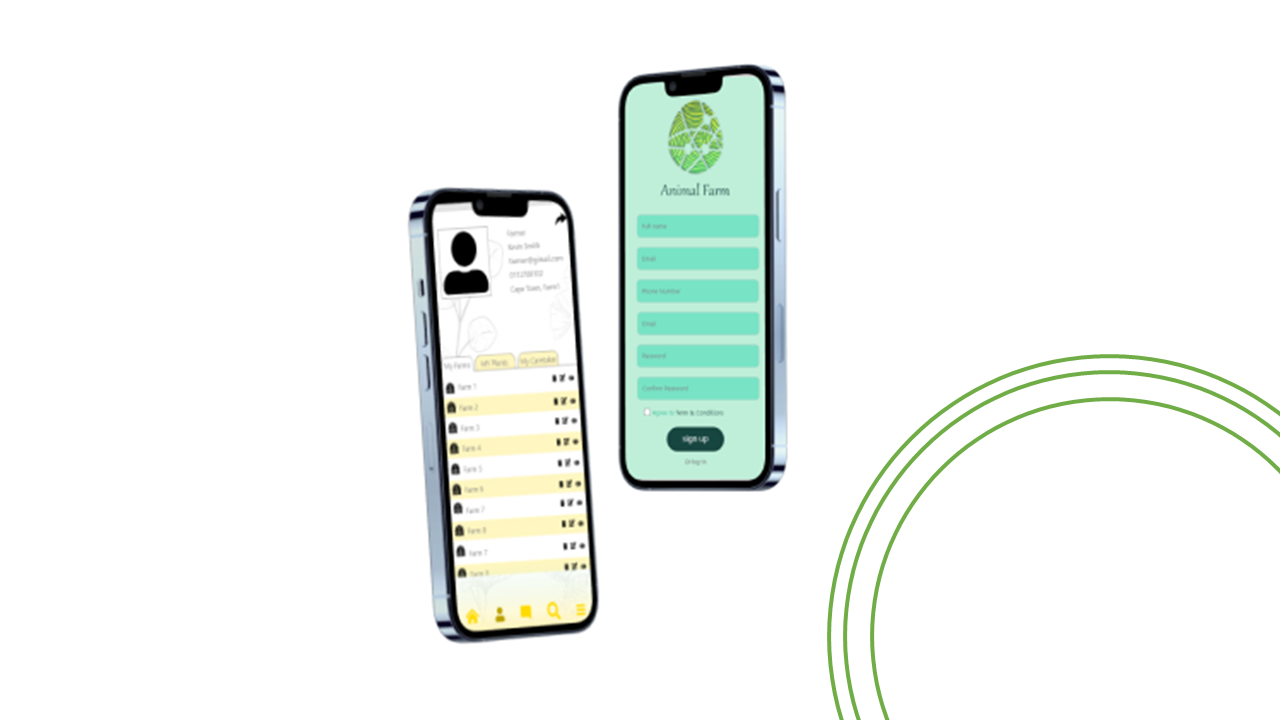 Farmer
Kevin Smith
farmer@gmail.com
Cape Town, Farm1
My Farms
My Plants
My Caretaker
Farm 1
Farm 2
Farm 3
Farm 4
Farm 5
Farm 6
Farm 7
Farm 8
Farm 7
Farm 8
Animal Farm
Full name
Email
Phone Number
Email
Password
Confirm Password
Agree to Term & Conditions
sign up
Or log in